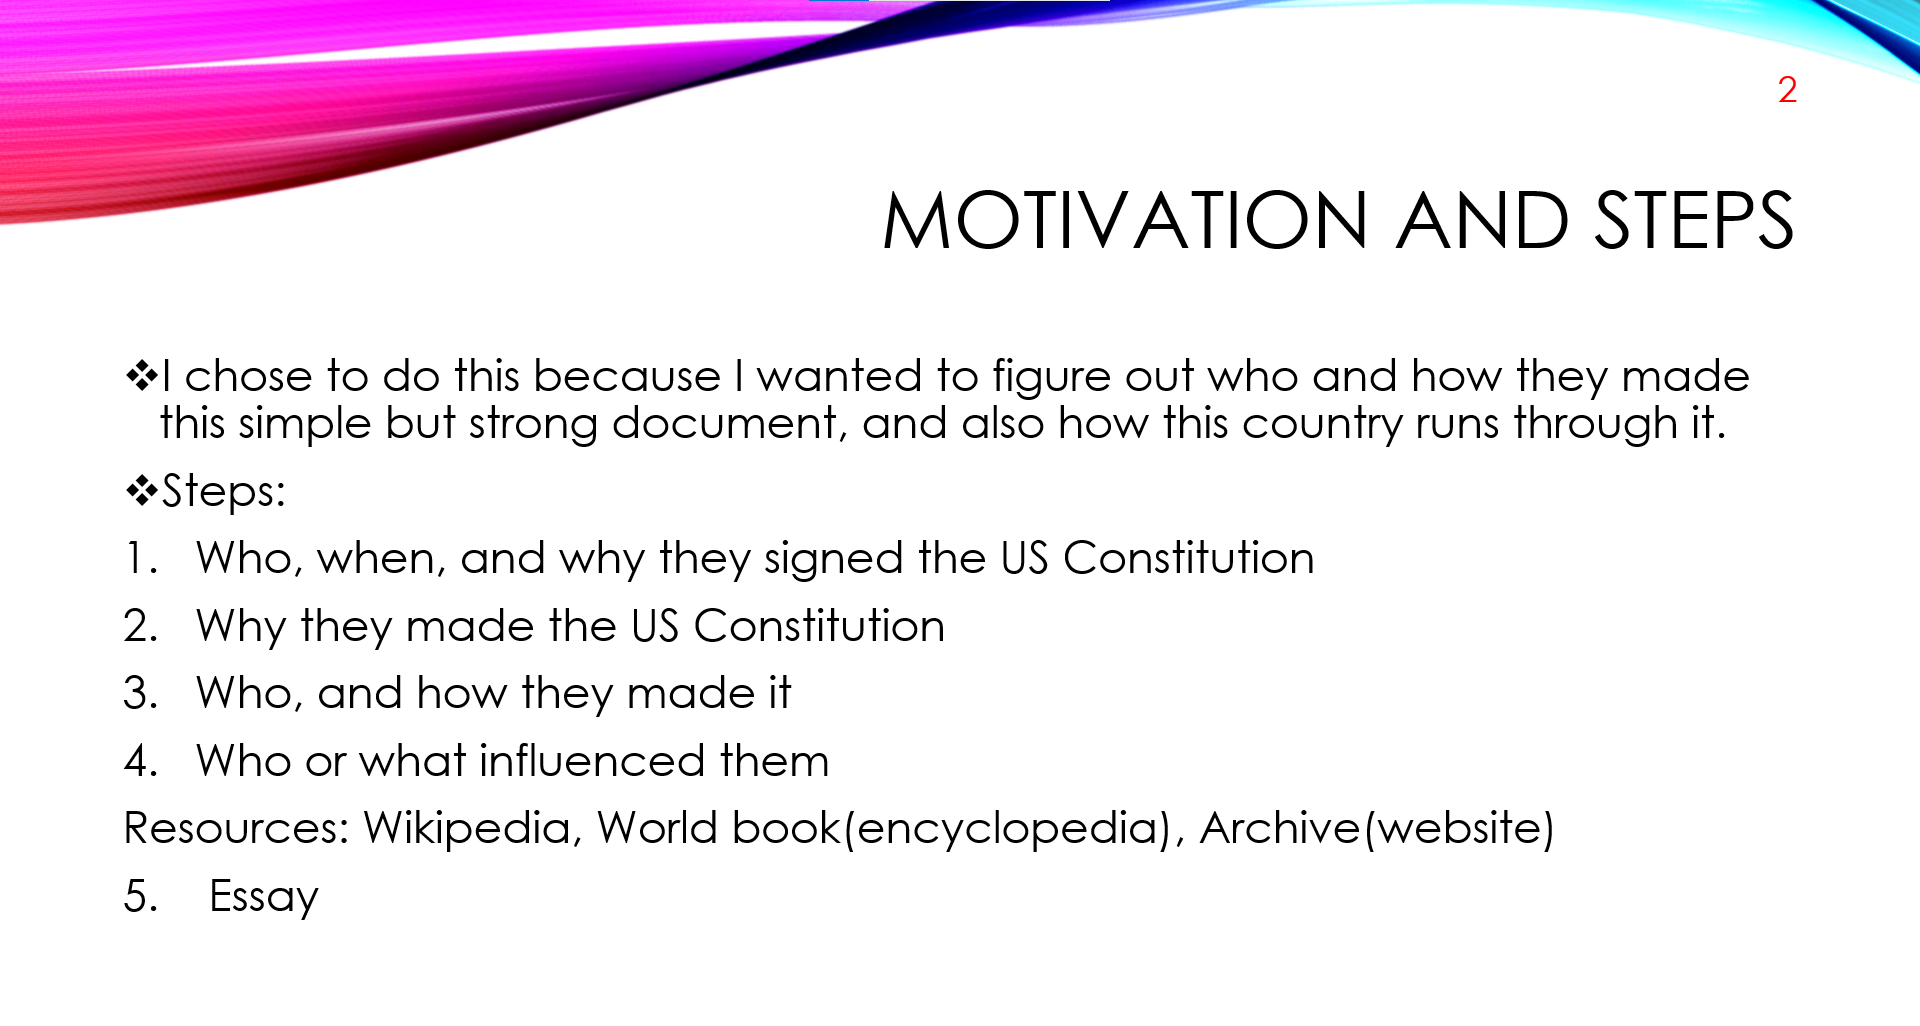 2
MOTIVATION AND STEPS
❖I chose to do this because I wanted to figure out who and how they made
this simple but strong document, and also how this country runs through it.
❖Steps:
1. Who, when, and why they signed the US Constitution
2. Why they made the US Constitution
3. Who, and how they made it
4. Who or what influenced them
Resources: Wikipedia, World book(encyclopedia), Archive(website)
5. Essay